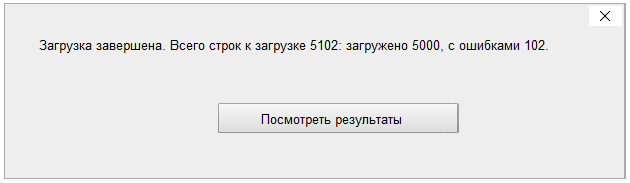 Загрузка завершена. Всего строк к загрузке 5102: загружено 5000, с ошибками 102.
Посмотреть результаты